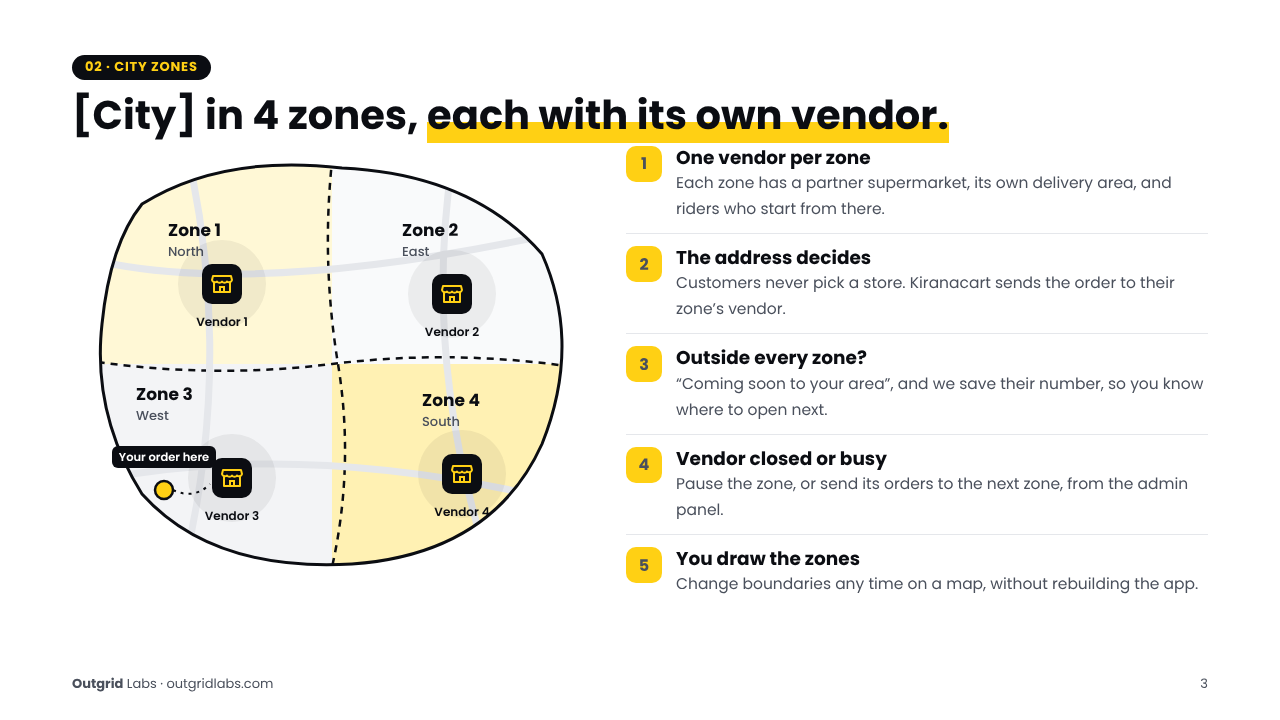 02 · CITY ZONES
[City] in 4 zones, each with its own vendor.
Zone 1
North
Vendor 1
Zone 2
East
Vendor 2
Zone 3
West
Your order here
Vendor 3
Zone 4
South
Vendor 4
1
One vendor per zone
Each zone has a partner supermarket, its own delivery area, and
riders who start from there.
2
The address decides
Customers never pick a store. Kiranacart sends the order to their
zone’s vendor.
3
Outside every zone?
“Coming soon to your area”, and we save their number, so you know
where to open next.
4
Vendor closed or busy
Pause the zone, or send its orders to the next zone, from the admin
panel.
5
You draw the zones
Change boundaries any time on a map, without rebuilding the app.
Outgrid Labs · outgridlabs.com
3